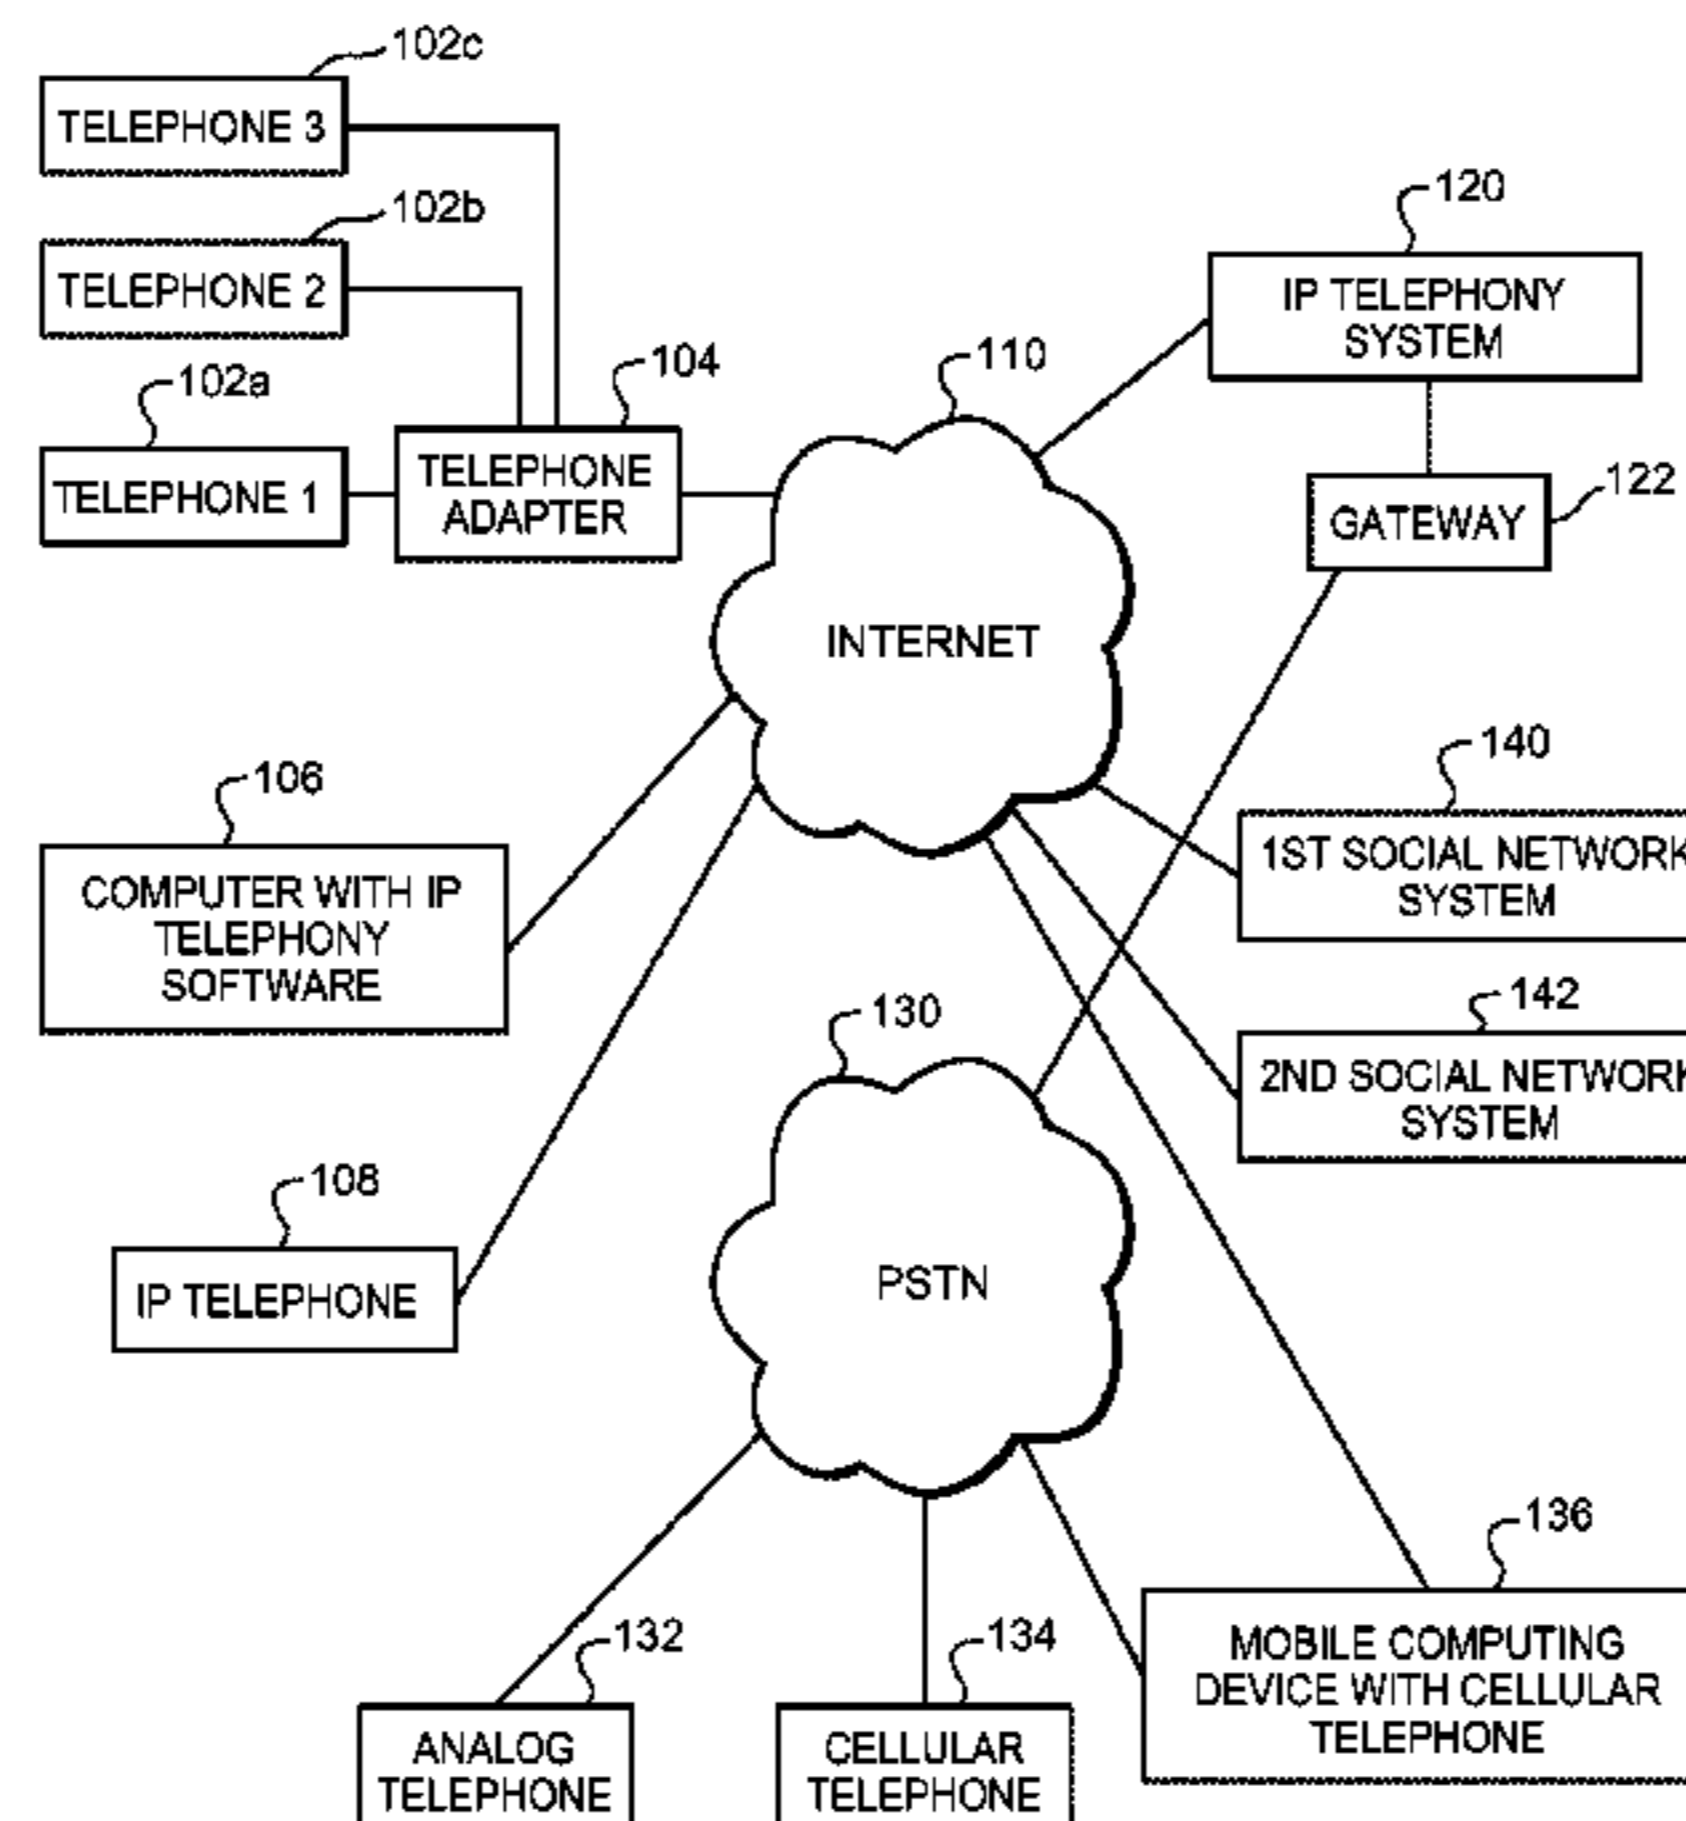 102c
TELEPHONE 3
102b
TELEPHONE 2
102a
TELEPHONE 1
104
TELEPHONE
ADAPTER
110
INTERNET
120
IP TELEPHONY
SYSTEM
122
GATEWAY
106
COMPUTER WITH IP
TELEPHONY
SOFTWARE
140
1ST SOCIAL NETWORK
SYSTEM
142
2ND SOCIAL NETWORK
SYSTEM
108
IP TELEPHONE
130
PSTN
132
ANALOG
TELEPHONE
134
CELLULAR
TELEPHONE
136
MOBILE COMPUTING
DEVICE WITH CELLULAR
TELEPHONE